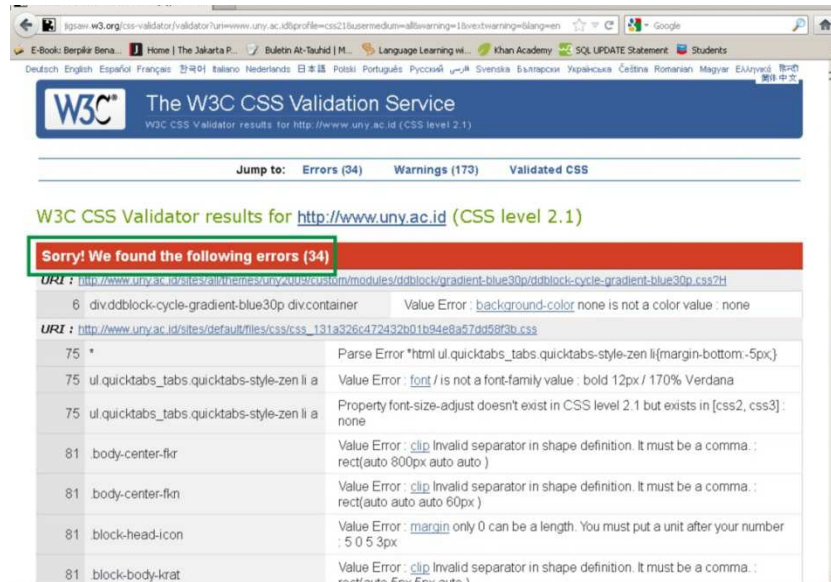 jigsaw.w3.org/css-validator/validator?uri=www.uny.ac.id&profile=css21&usermedium=all&warning=1&vextwarning=&lang=en
Google
E-Book: Berpikir Bena... Home | The Jakarta P... Buletin At-Tauhid | M... Language Learning wi... Khan Academy SQL UPDATE Statement Students
Deutsch English Español Français 한국어 Italiano Nederlands 日本語 Polski Português Русский فارسی Svenska Български Українська Čeština Romanian Magyar Ελληνικά हिन्दी
简体中文
W3C® The W3C CSS Validation Service
W3C CSS Validator results for http://www.uny.ac.id (CSS level 2.1)
Jump to: Errors (34) Warnings (173) Validated CSS
W3C CSS Validator results for http://www.uny.ac.id (CSS level 2.1)
Sorry! We found the following errors (34)
URI : http://www.uny.ac.id/sites/all/themes/uny2009/custom/modules/ddblock/gradient-blue30p/ddblock-cycle-gradient-blue30p.css?H
6 div.ddblock-cycle-gradient-blue30p div.container Value Error : background-color none is not a color value : none
URI : http://www.uny.ac.id/sites/default/files/css/css_131a326c472432b01b94e8a57dd58f3b.css
75 * Parse Error *html ul.quicktabs_tabs.quicktabs-style-zen li{margin-bottom:-5px;}
75 ul.quicktabs_tabs.quicktabs-style-zen li a Value Error : font / is not a font-family value : bold 12px / 170% Verdana
75 ul.quicktabs_tabs.quicktabs-style-zen li a Property font-size-adjust doesn't exist in CSS level 2.1 but exists in [css2, css3] :
none
81 .body-center-fkr Value Error : clip Invalid separator in shape definition. It must be a comma. :
rect(auto 800px auto auto )
81 .body-center-fkn Value Error : clip Invalid separator in shape definition. It must be a comma. :
rect(auto auto auto 60px )
81 .block-head-icon Value Error : margin only 0 can be a length. You must put a unit after your number
: 5 0 5 3px
81 .block-body-krat Value Error : clip Invalid separator in shape definition. It must be a comma. :
rect(auto 5px 5px auto )